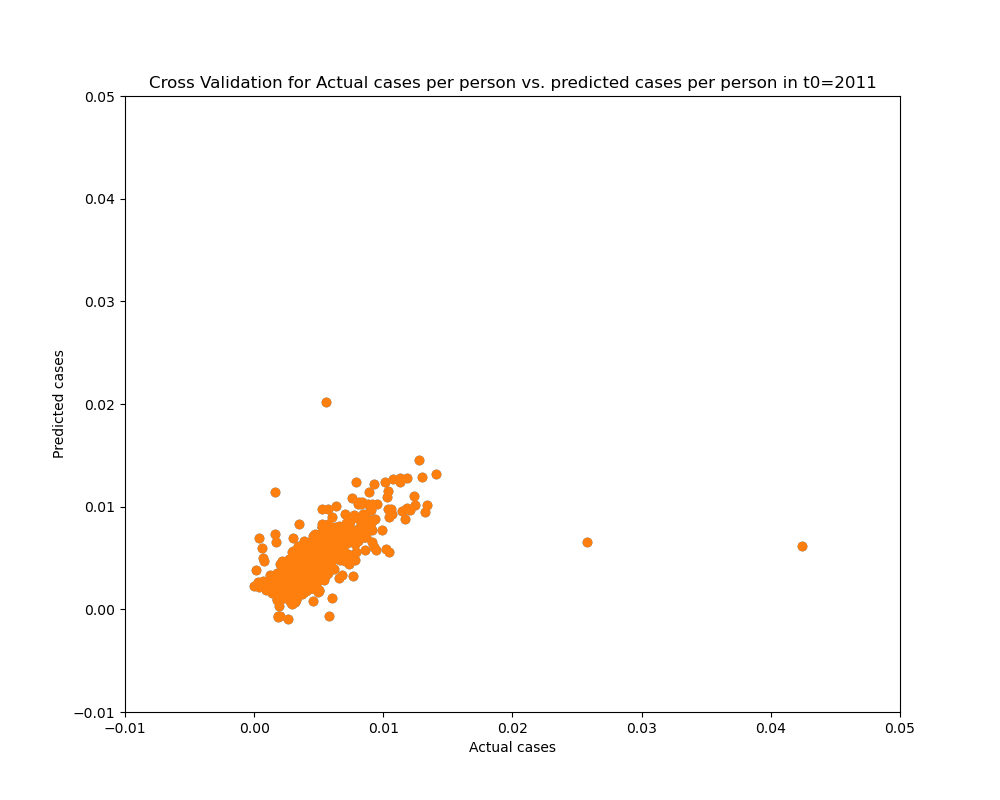 Cross Validation for Actual cases per person vs. predicted cases per person in t0=2011
0.05
0.04
0.03
0.02
0.01
0.00
−0.01
Predicted cases
−0.01 0.00 0.01 0.02 0.03 0.04 0.05
Actual cases